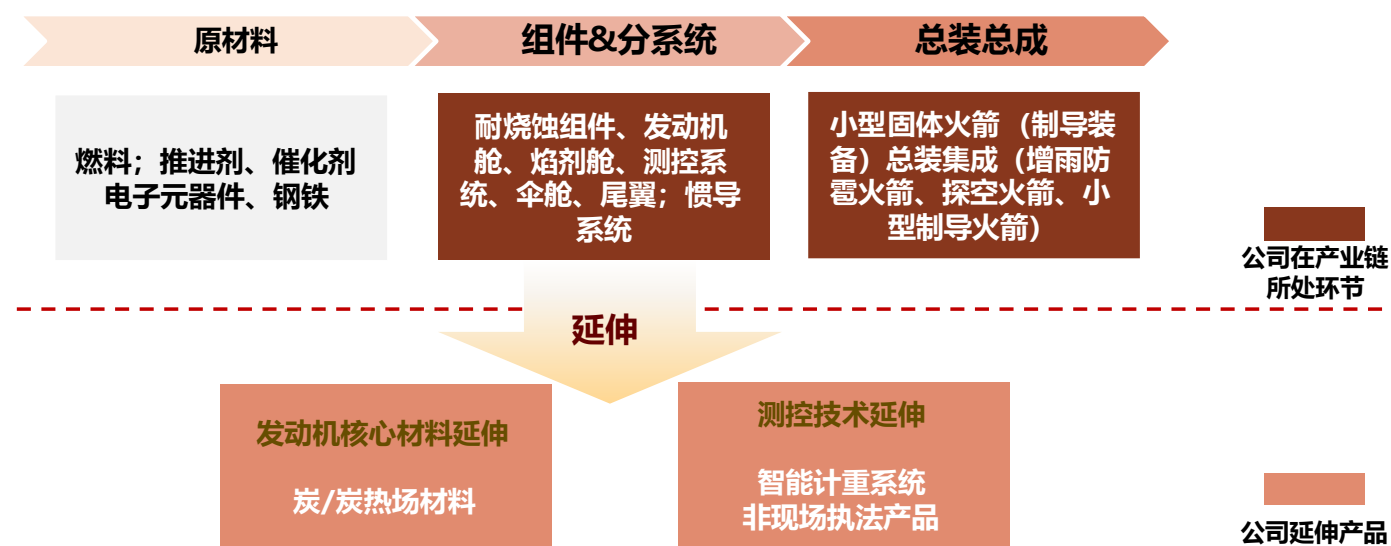 原材料
组件&分系统
总装总成
燃料；推进剂、催化剂
电子元器件、钢铁
耐烧蚀组件、发动机
舱、焰剂舱、测控系
统、伞舱、尾翼；惯导
系统
小型固体火箭（制导装
备）总装集成（增雨防
雹火箭、探空火箭、小
型制导火箭）
公司在产业链
所处环节
延伸
发动机核心材料延伸
炭/炭热场材料
测控技术延伸
智能计重系统
非现场执法产品
公司延伸产品